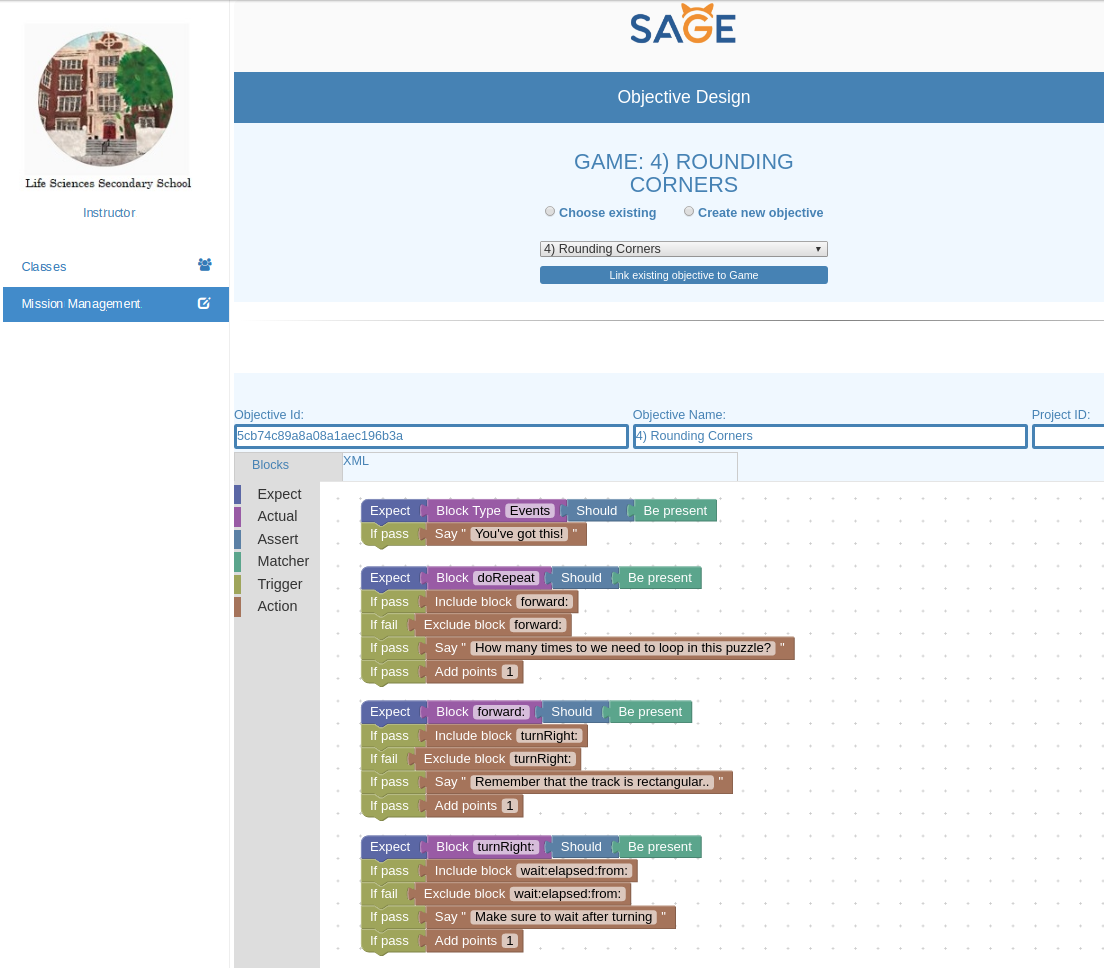 SAGE
Life Sciences Secondary School
Instructor
Classes
Mission Management
Objective Design
GAME: 4) ROUNDING
CORNERS
Choose existing Create new objective
4) Rounding Corners
Link existing objective to Game
Objective Id: Objective Name: Project ID:
5cb74c89a8a08a1aec196b3a 4) Rounding Corners
Blocks XML
Expect
Actual
Assert
Matcher
Trigger
Action
Expect Block Type Events Should Be present
If pass Say " You've got this! "
Expect Block doRepeat Should Be present
If pass Include block forward:
If fail Exclude block forward:
If pass Say " How many times to we need to loop in this puzzle? "
If pass Add points 1
Expect Block forward: Should Be present
If pass Include block turnRight:
If fail Exclude block turnRight:
If pass Say " Remember that the track is rectangular.. "
If pass Add points 1
Expect Block turnRight: Should Be present
If pass Include block wait:elapsed:from:
If fail Exclude block wait:elapsed:from:
If pass Say " Make sure to wait after turning "
If pass Add points 1